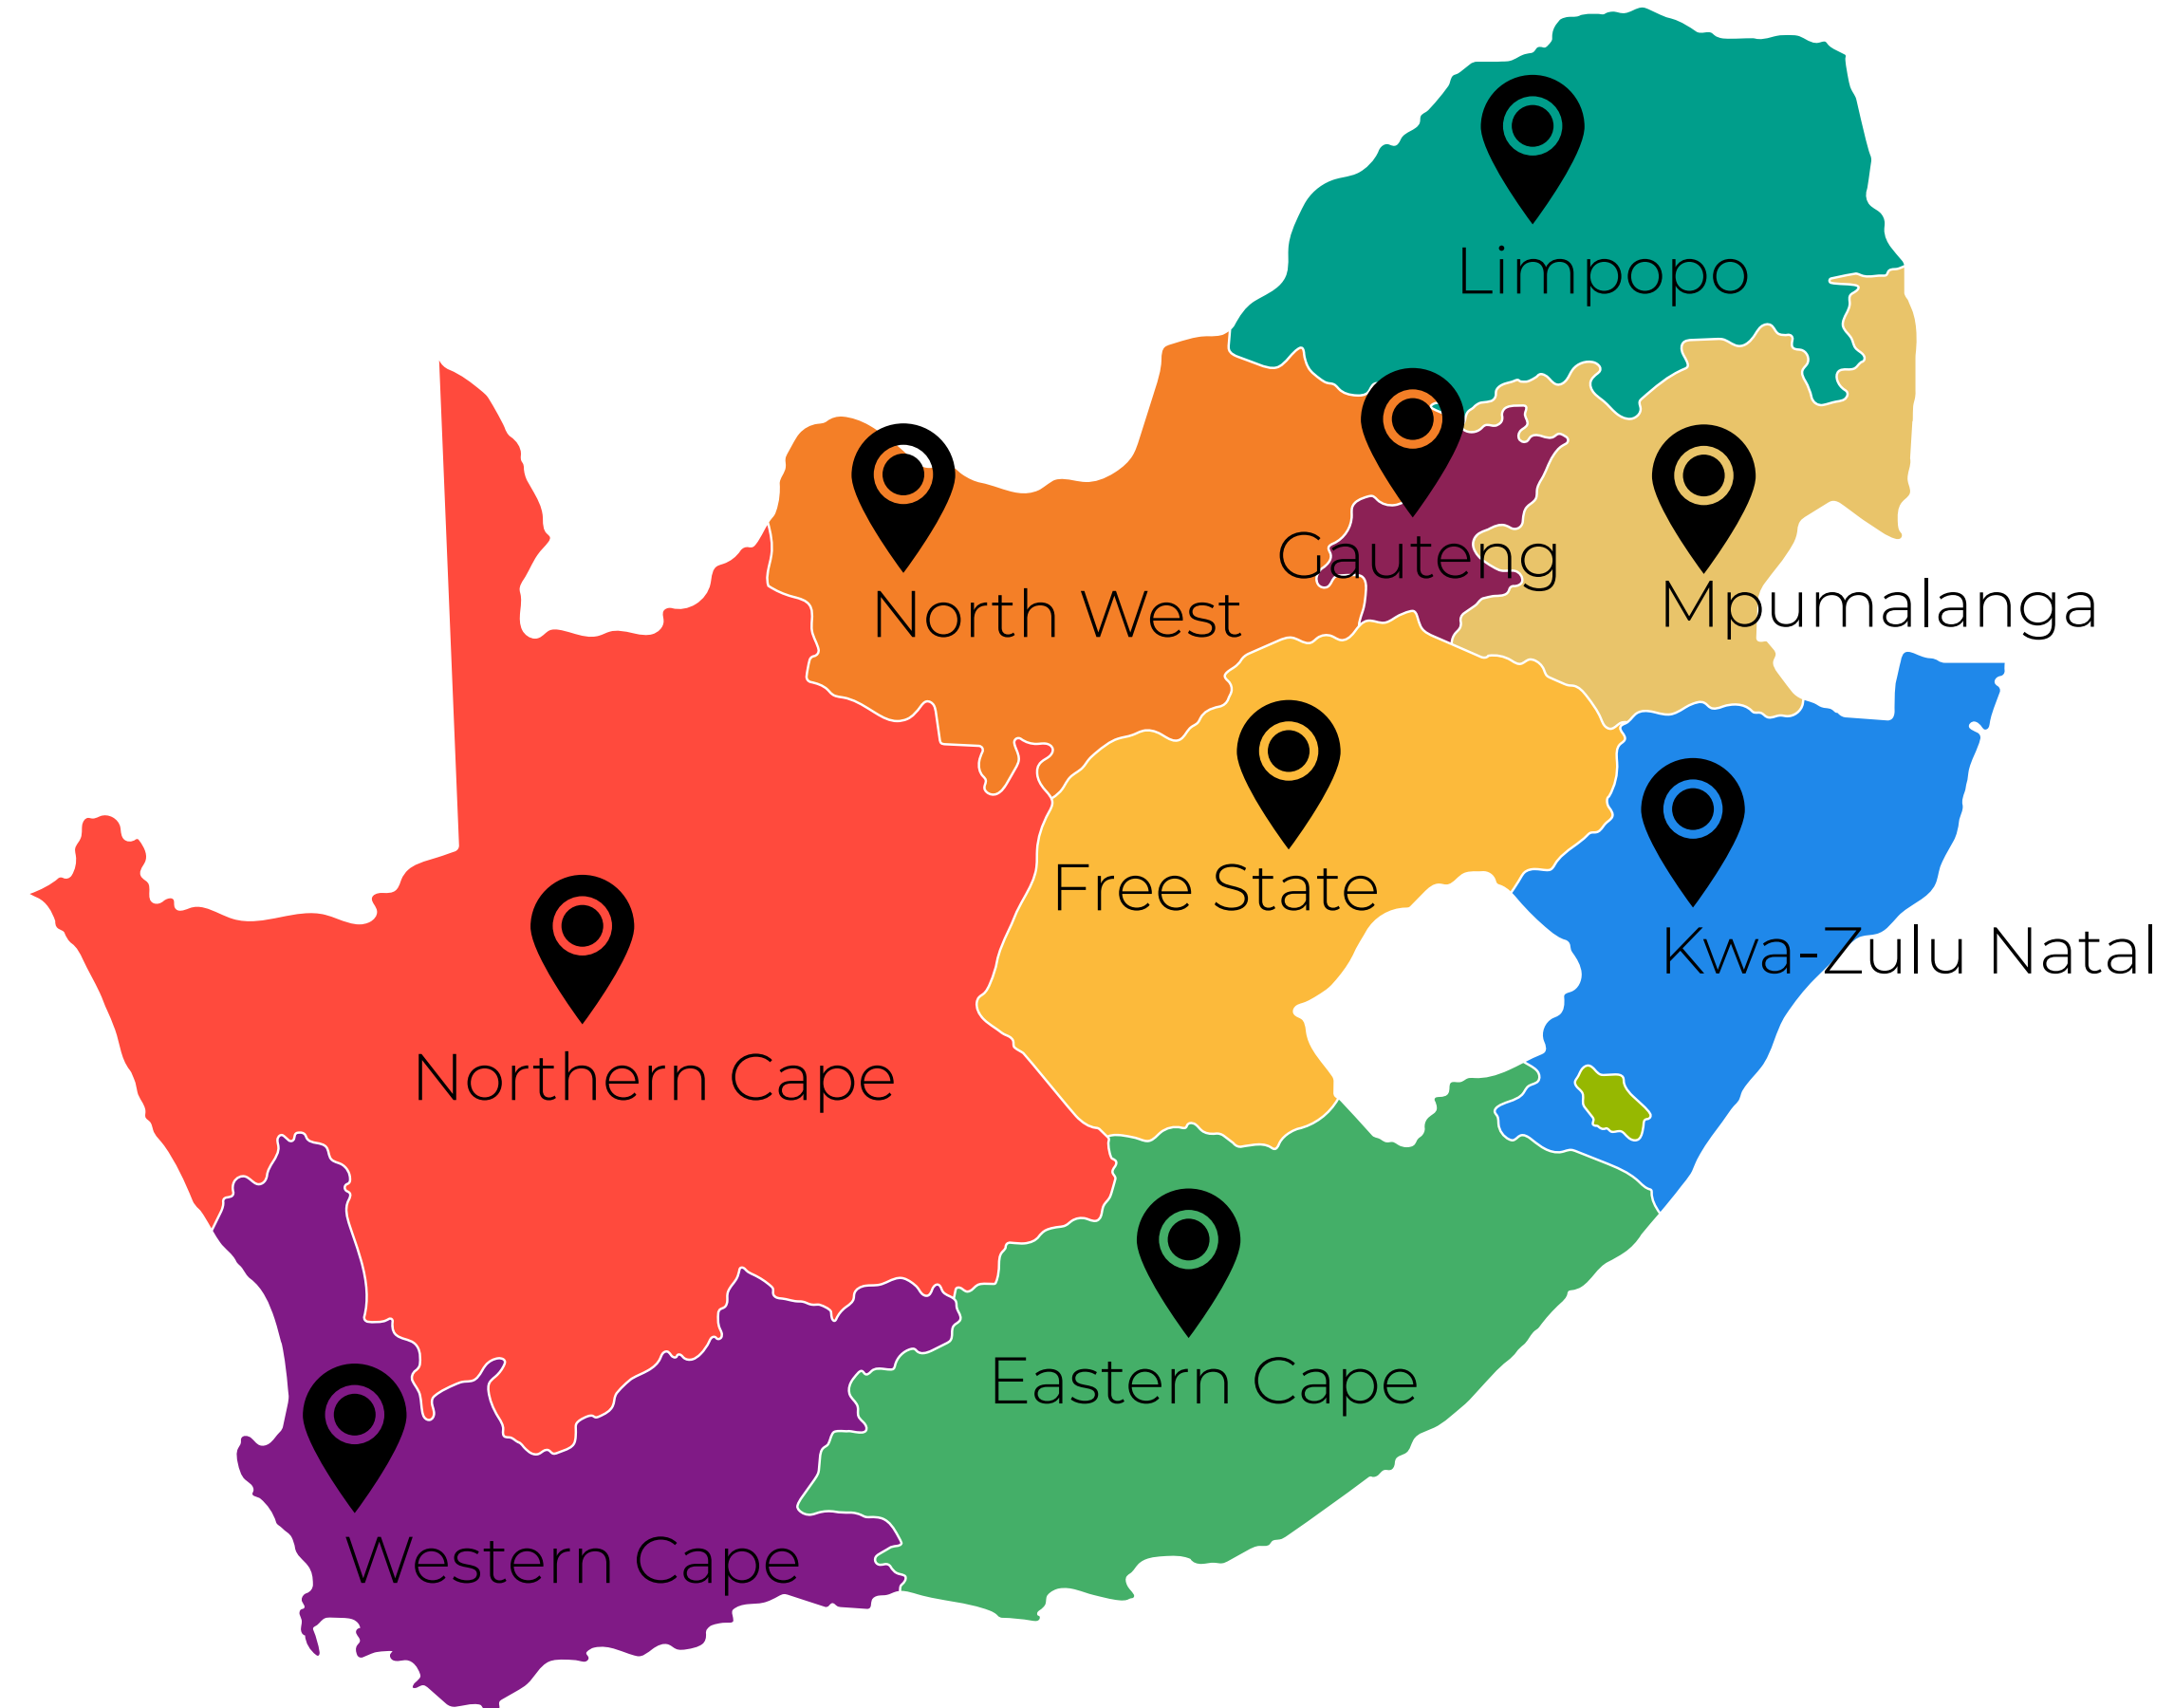 Limpopo
Gauteng
North West
Mpumalanga
Free State
Kwa-Zulu Natal
Northern Cape
Eastern Cape
Western Cape